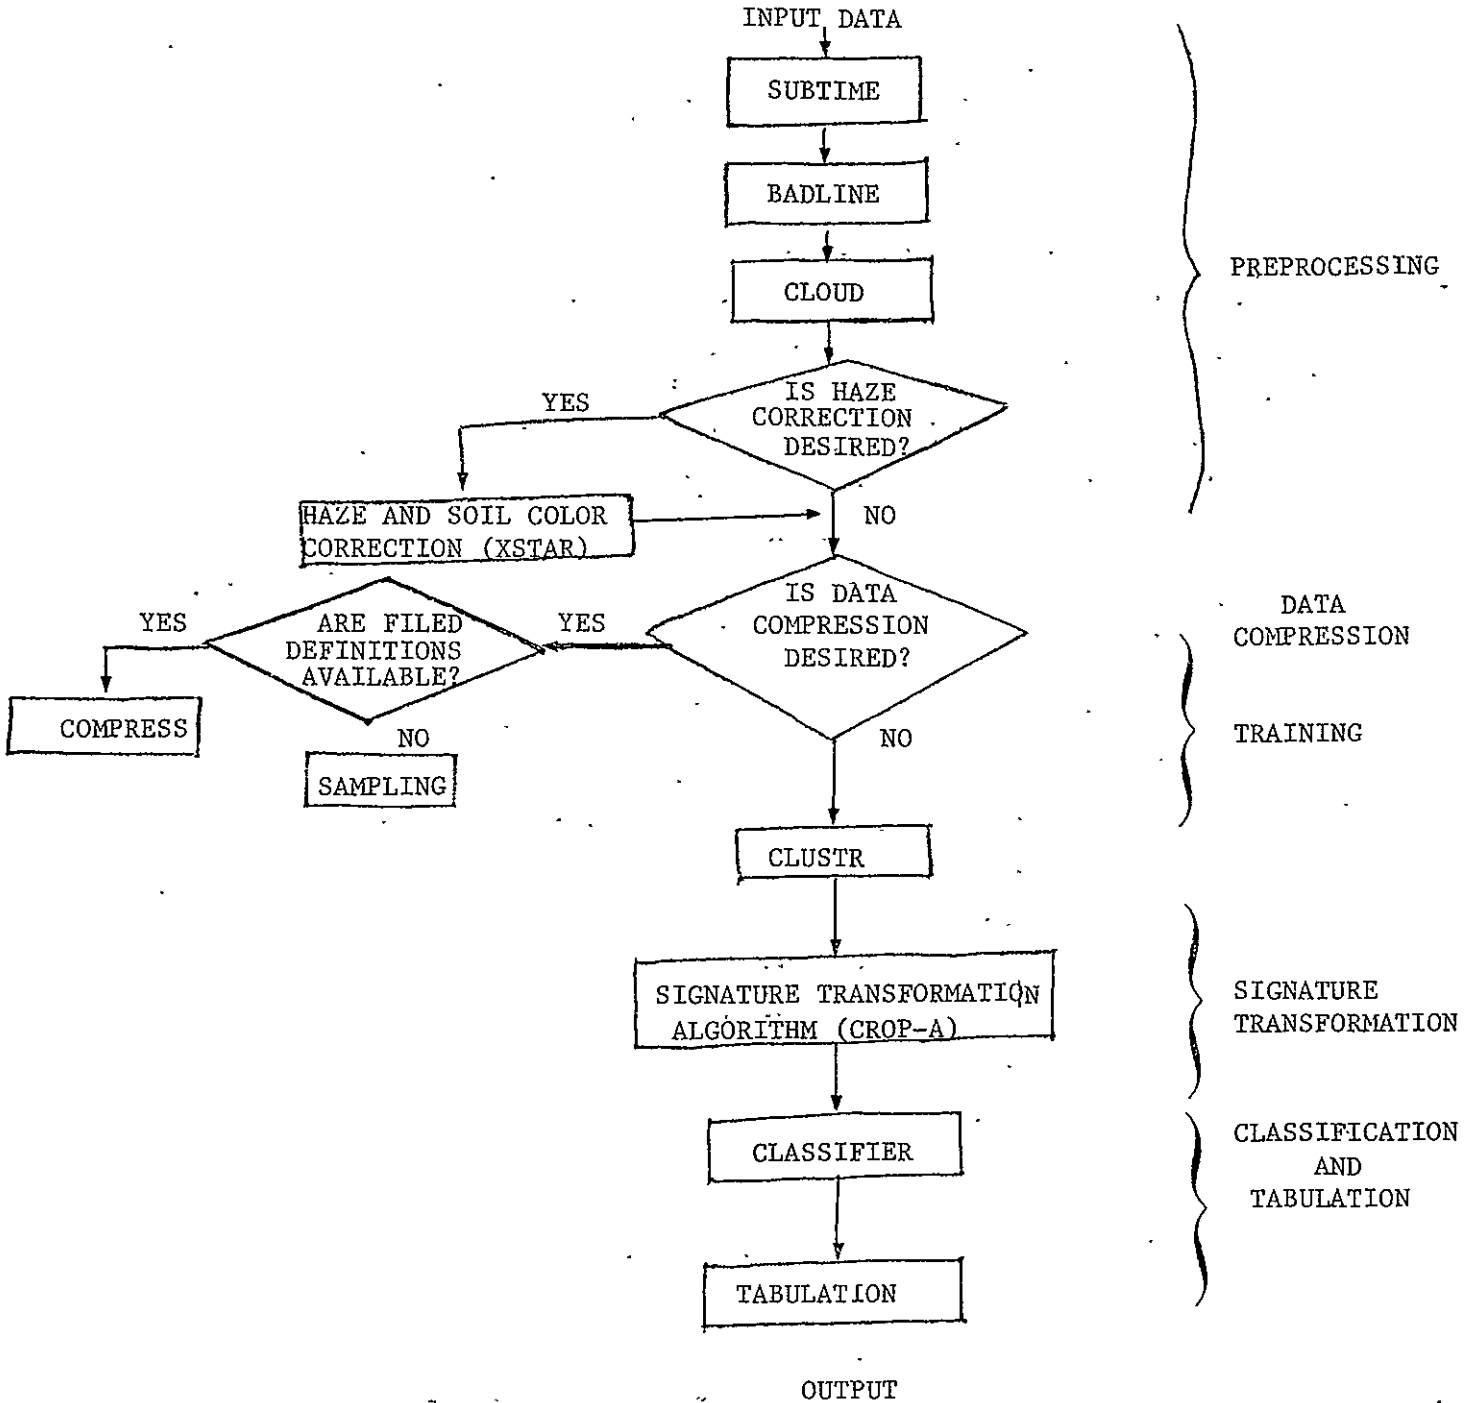 INPUT DATA
SUBTIME
BADLINE
CLOUD
PREPROCESSING
IS HAZE
CORRECTION
DESIRED?
YES
NO
HAZE AND SOIL COLOR
CORRECTION (XSTAR)
IS DATA
COMPRESSION
DESIRED?
YES
ARE FILED
DEFINITIONS
AVAILABLE?
YES
COMPRESS
NO
SAMPLING
NO
DATA
COMPRESSION
TRAINING
CLUSTR
SIGNATURE TRANSFORMATION
ALGORITHM (CROP-A)
SIGNATURE
TRANSFORMATION
CLASSIFIER
CLASSIFICATION
AND
TABULATION
TABULATION
OUTPUT